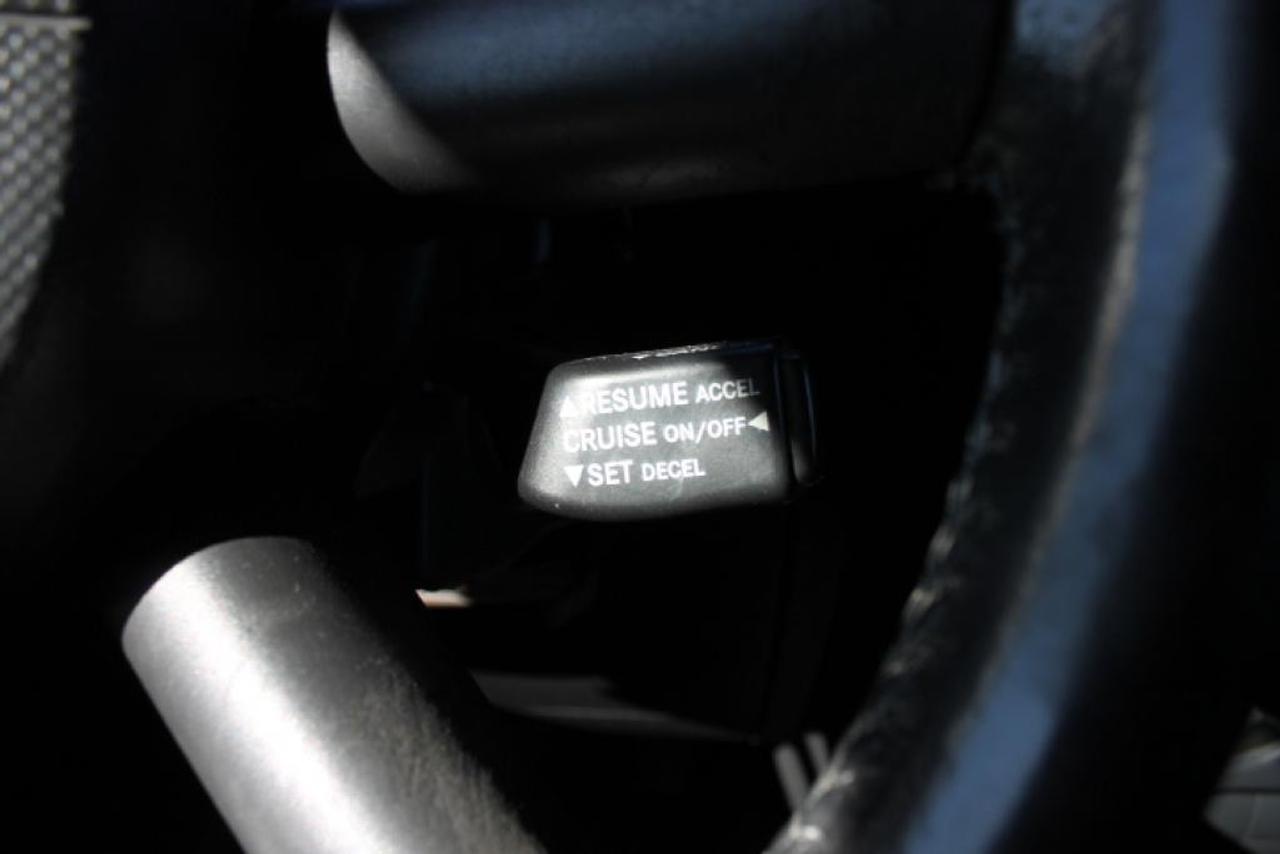 ▲RESUME ACCEL
CRUISE ON/OFF◀
▼SET DECEL